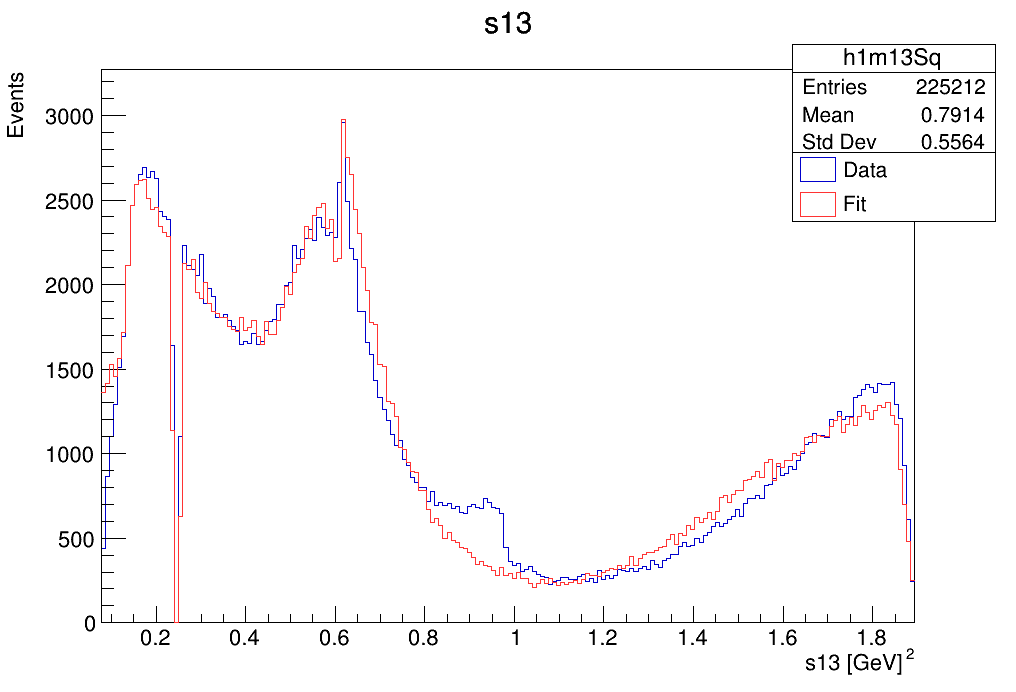 s13
h1m13Sq
Entries 225212
Mean 0.7914
Std Dev 0.5564
Data
Fit
Events
3000
2500
2000
1500
1000
500
0
0.2 0.4 0.6 0.8 1 1.2 1.4 1.6 1.8
s13 [GeV]²